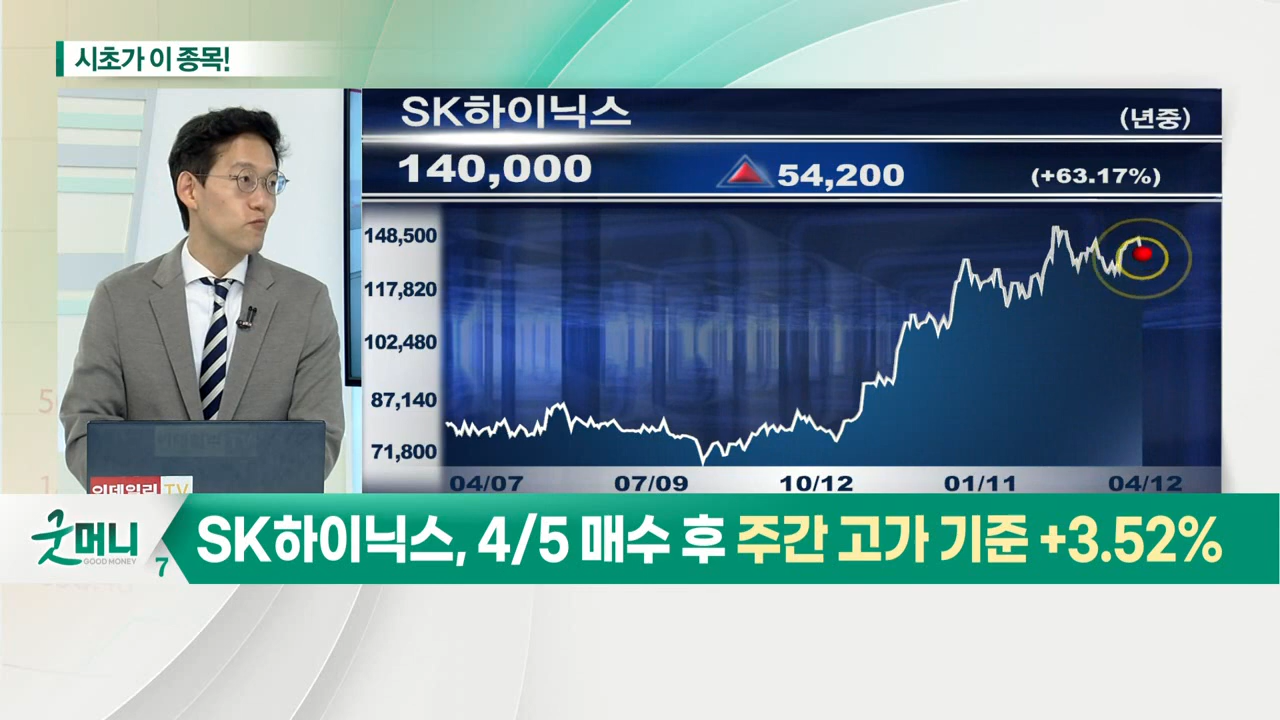 시초가 이 종목!
SK하이닉스
(년중)
140,000 ▲ 54,200 (+63.17%)
148,500
117,820
102,480
87,140
71,800
04/07 07/09 10/12 01/11 04/12
이데일리 TV
굿머니
GOOD MONEY
7
SK하이닉스, 4/5 매수 후 주간 고가 기준 +3.52%